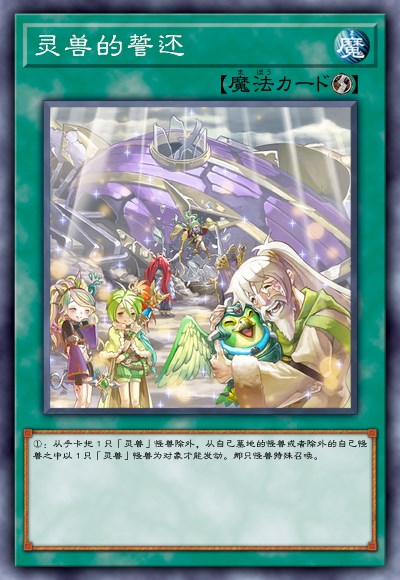 灵兽的誓还
魔
【魔法カード】
まほう
①：从手卡把1只「灵兽」怪兽除外，从自己墓地的怪兽或者除外的自己怪
兽之中以1只「灵兽」怪兽为对象才能发动。那只怪兽特殊召唤。